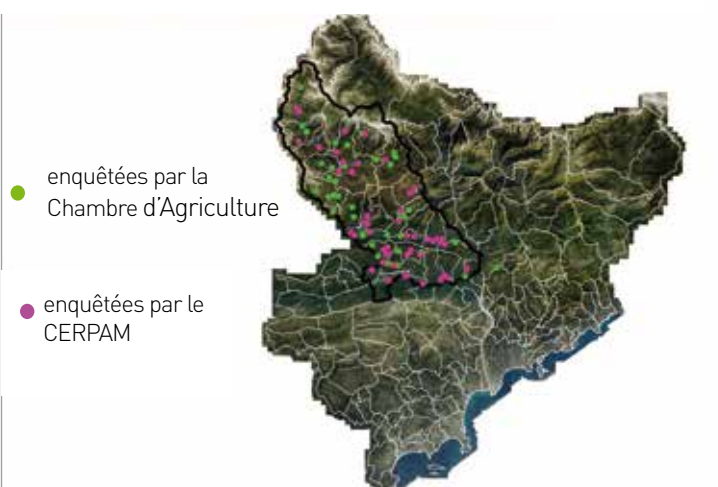 enquêtées par la
Chambre d'Agriculture
enquêtées par le
CERPAM